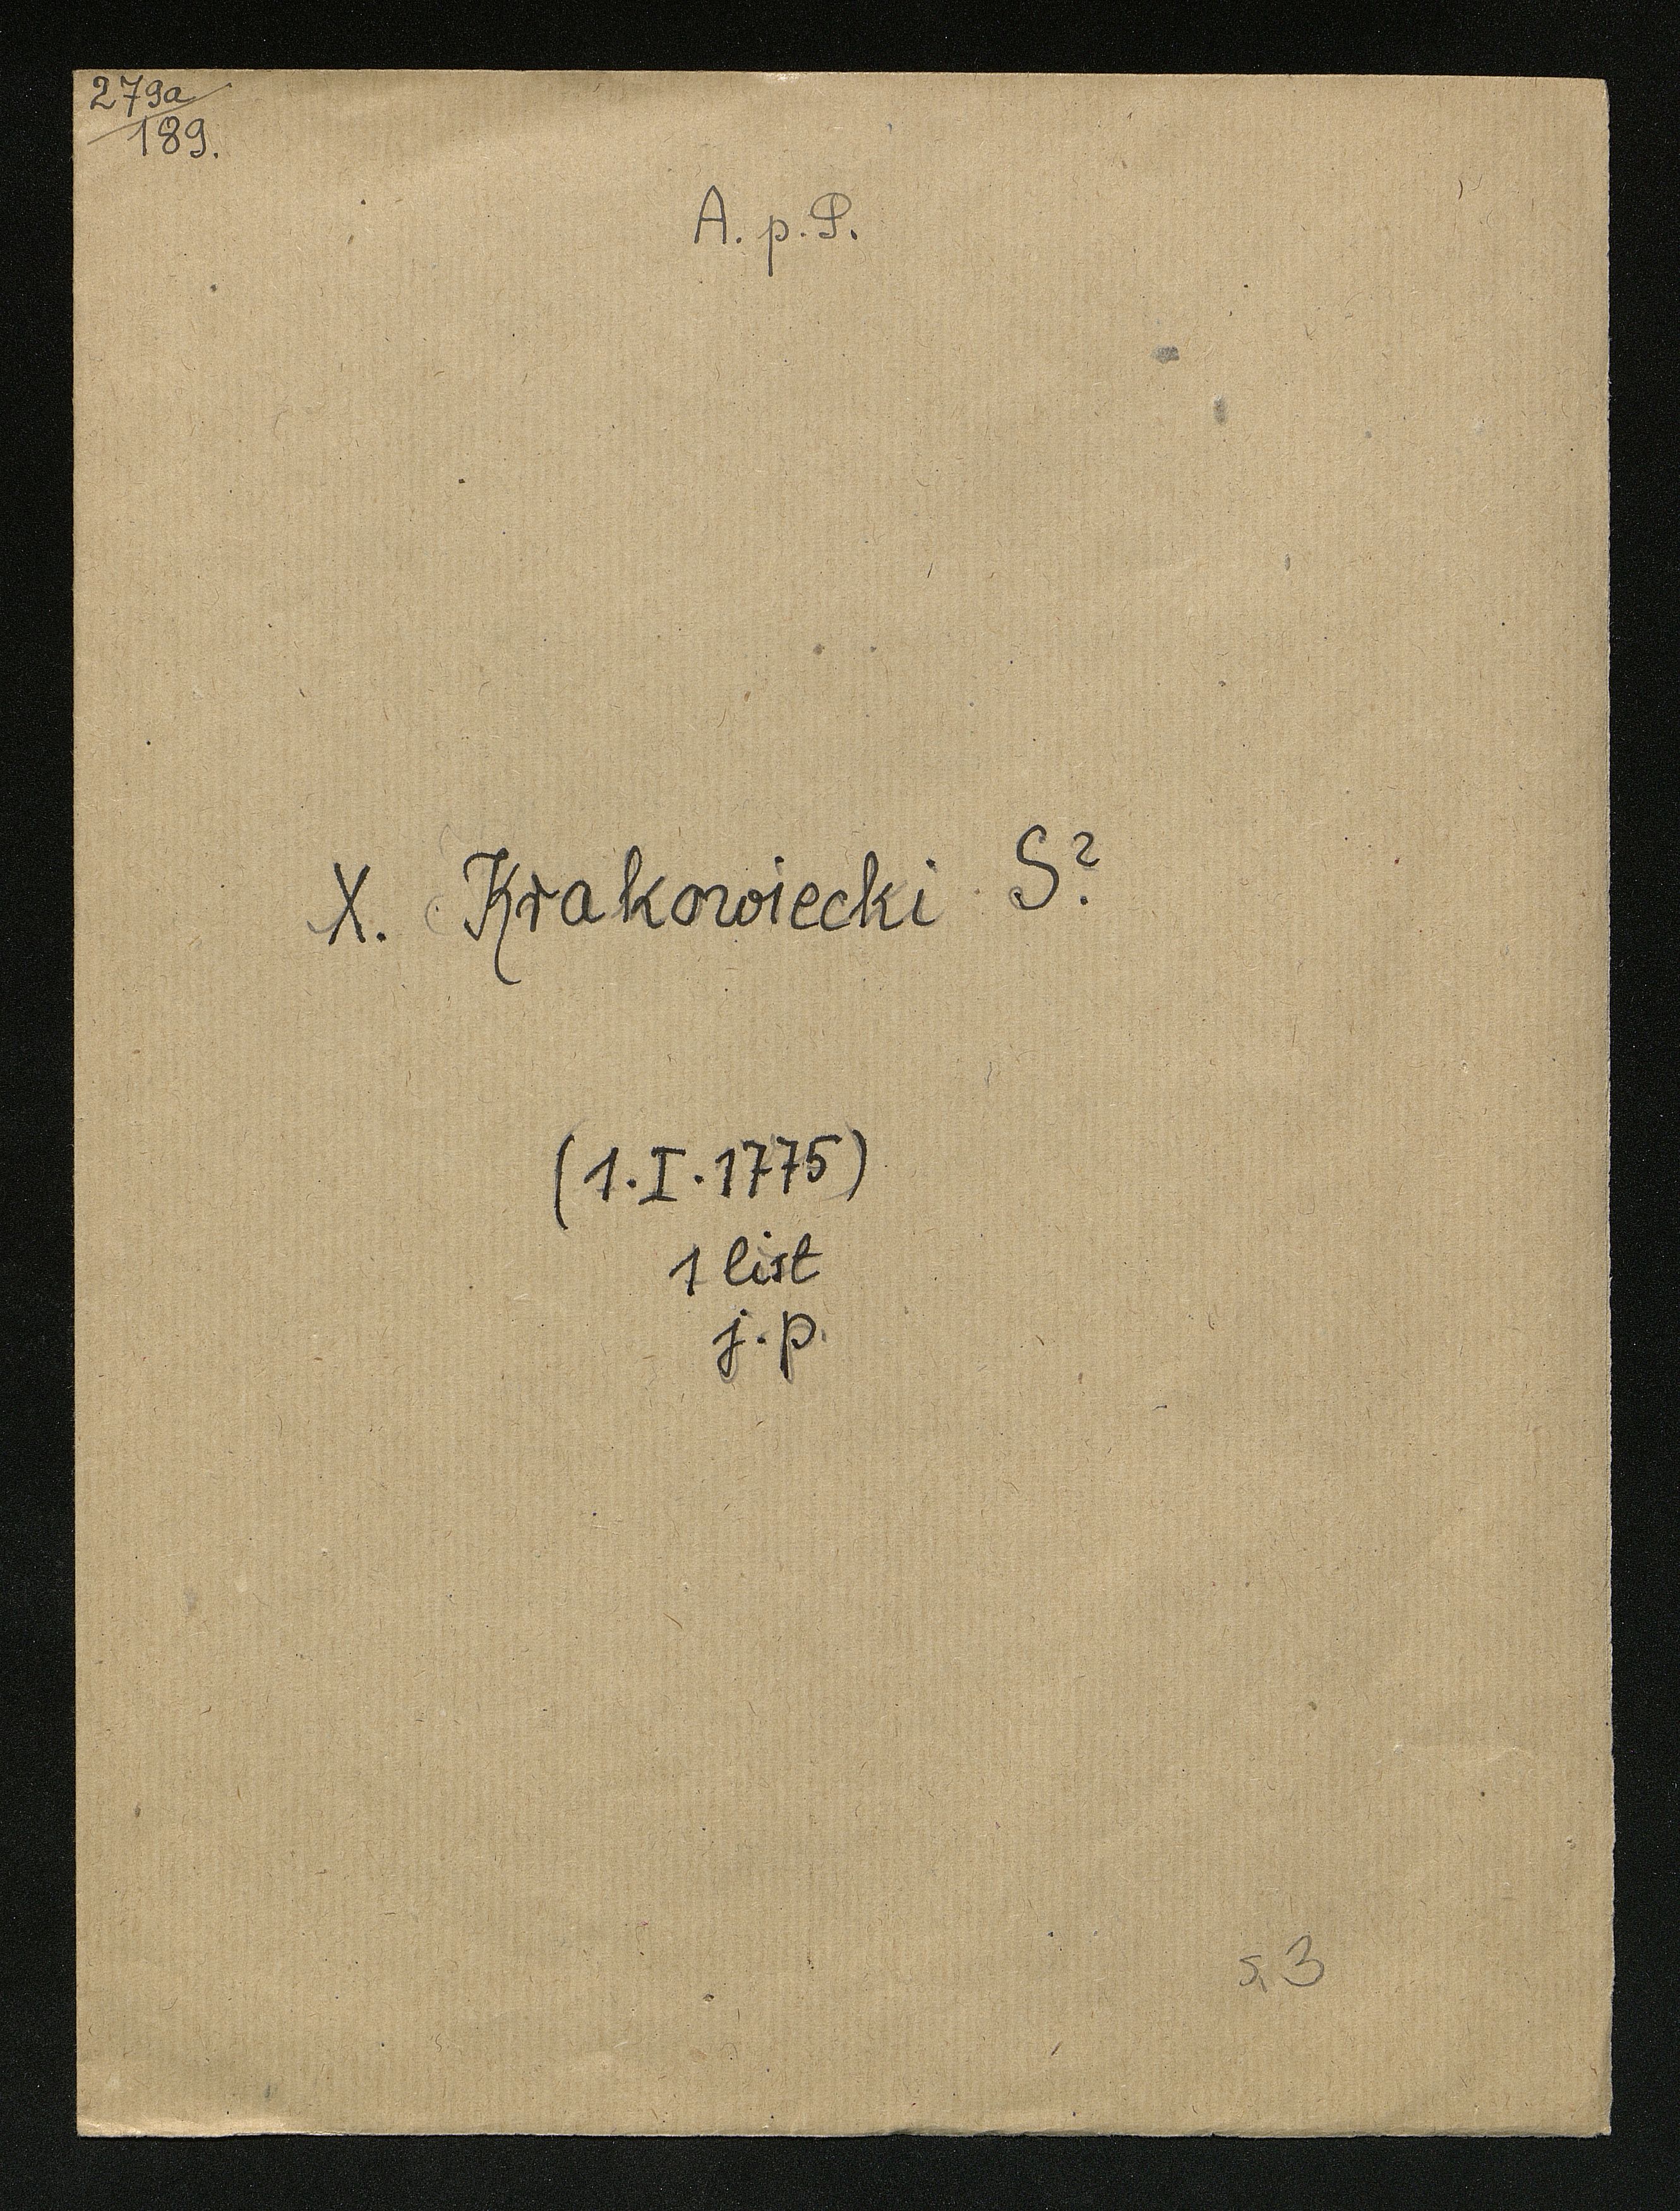 279a
189.
A. p. P.
X. Krakowiecki S?
(1. I. 1775)
1 list
j. p.
s. 3